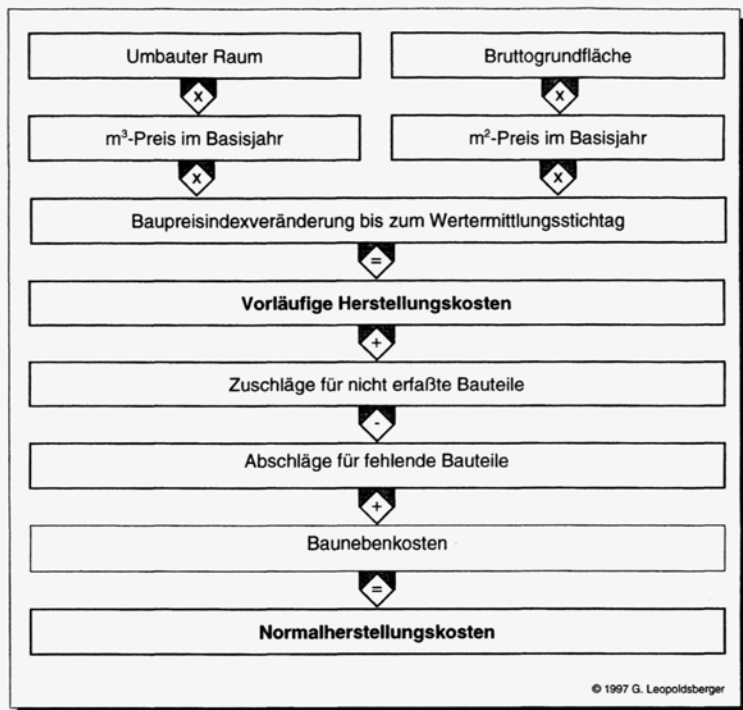 Umbauter Raum
Bruttogrundfläche
x
x
m³-Preis im Basisjahr
m²-Preis im Basisjahr
x
x
Baupreisindexveränderung bis zum Wertermittlungsstichtag
=
Vorläufige Herstellungskosten
+
Zuschläge für nicht erfaßte Bauteile
-
Abschläge für fehlende Bauteile
+
Baunebenkosten
=
Normalherstellungskosten
© 1997 G. Leopoldsberger